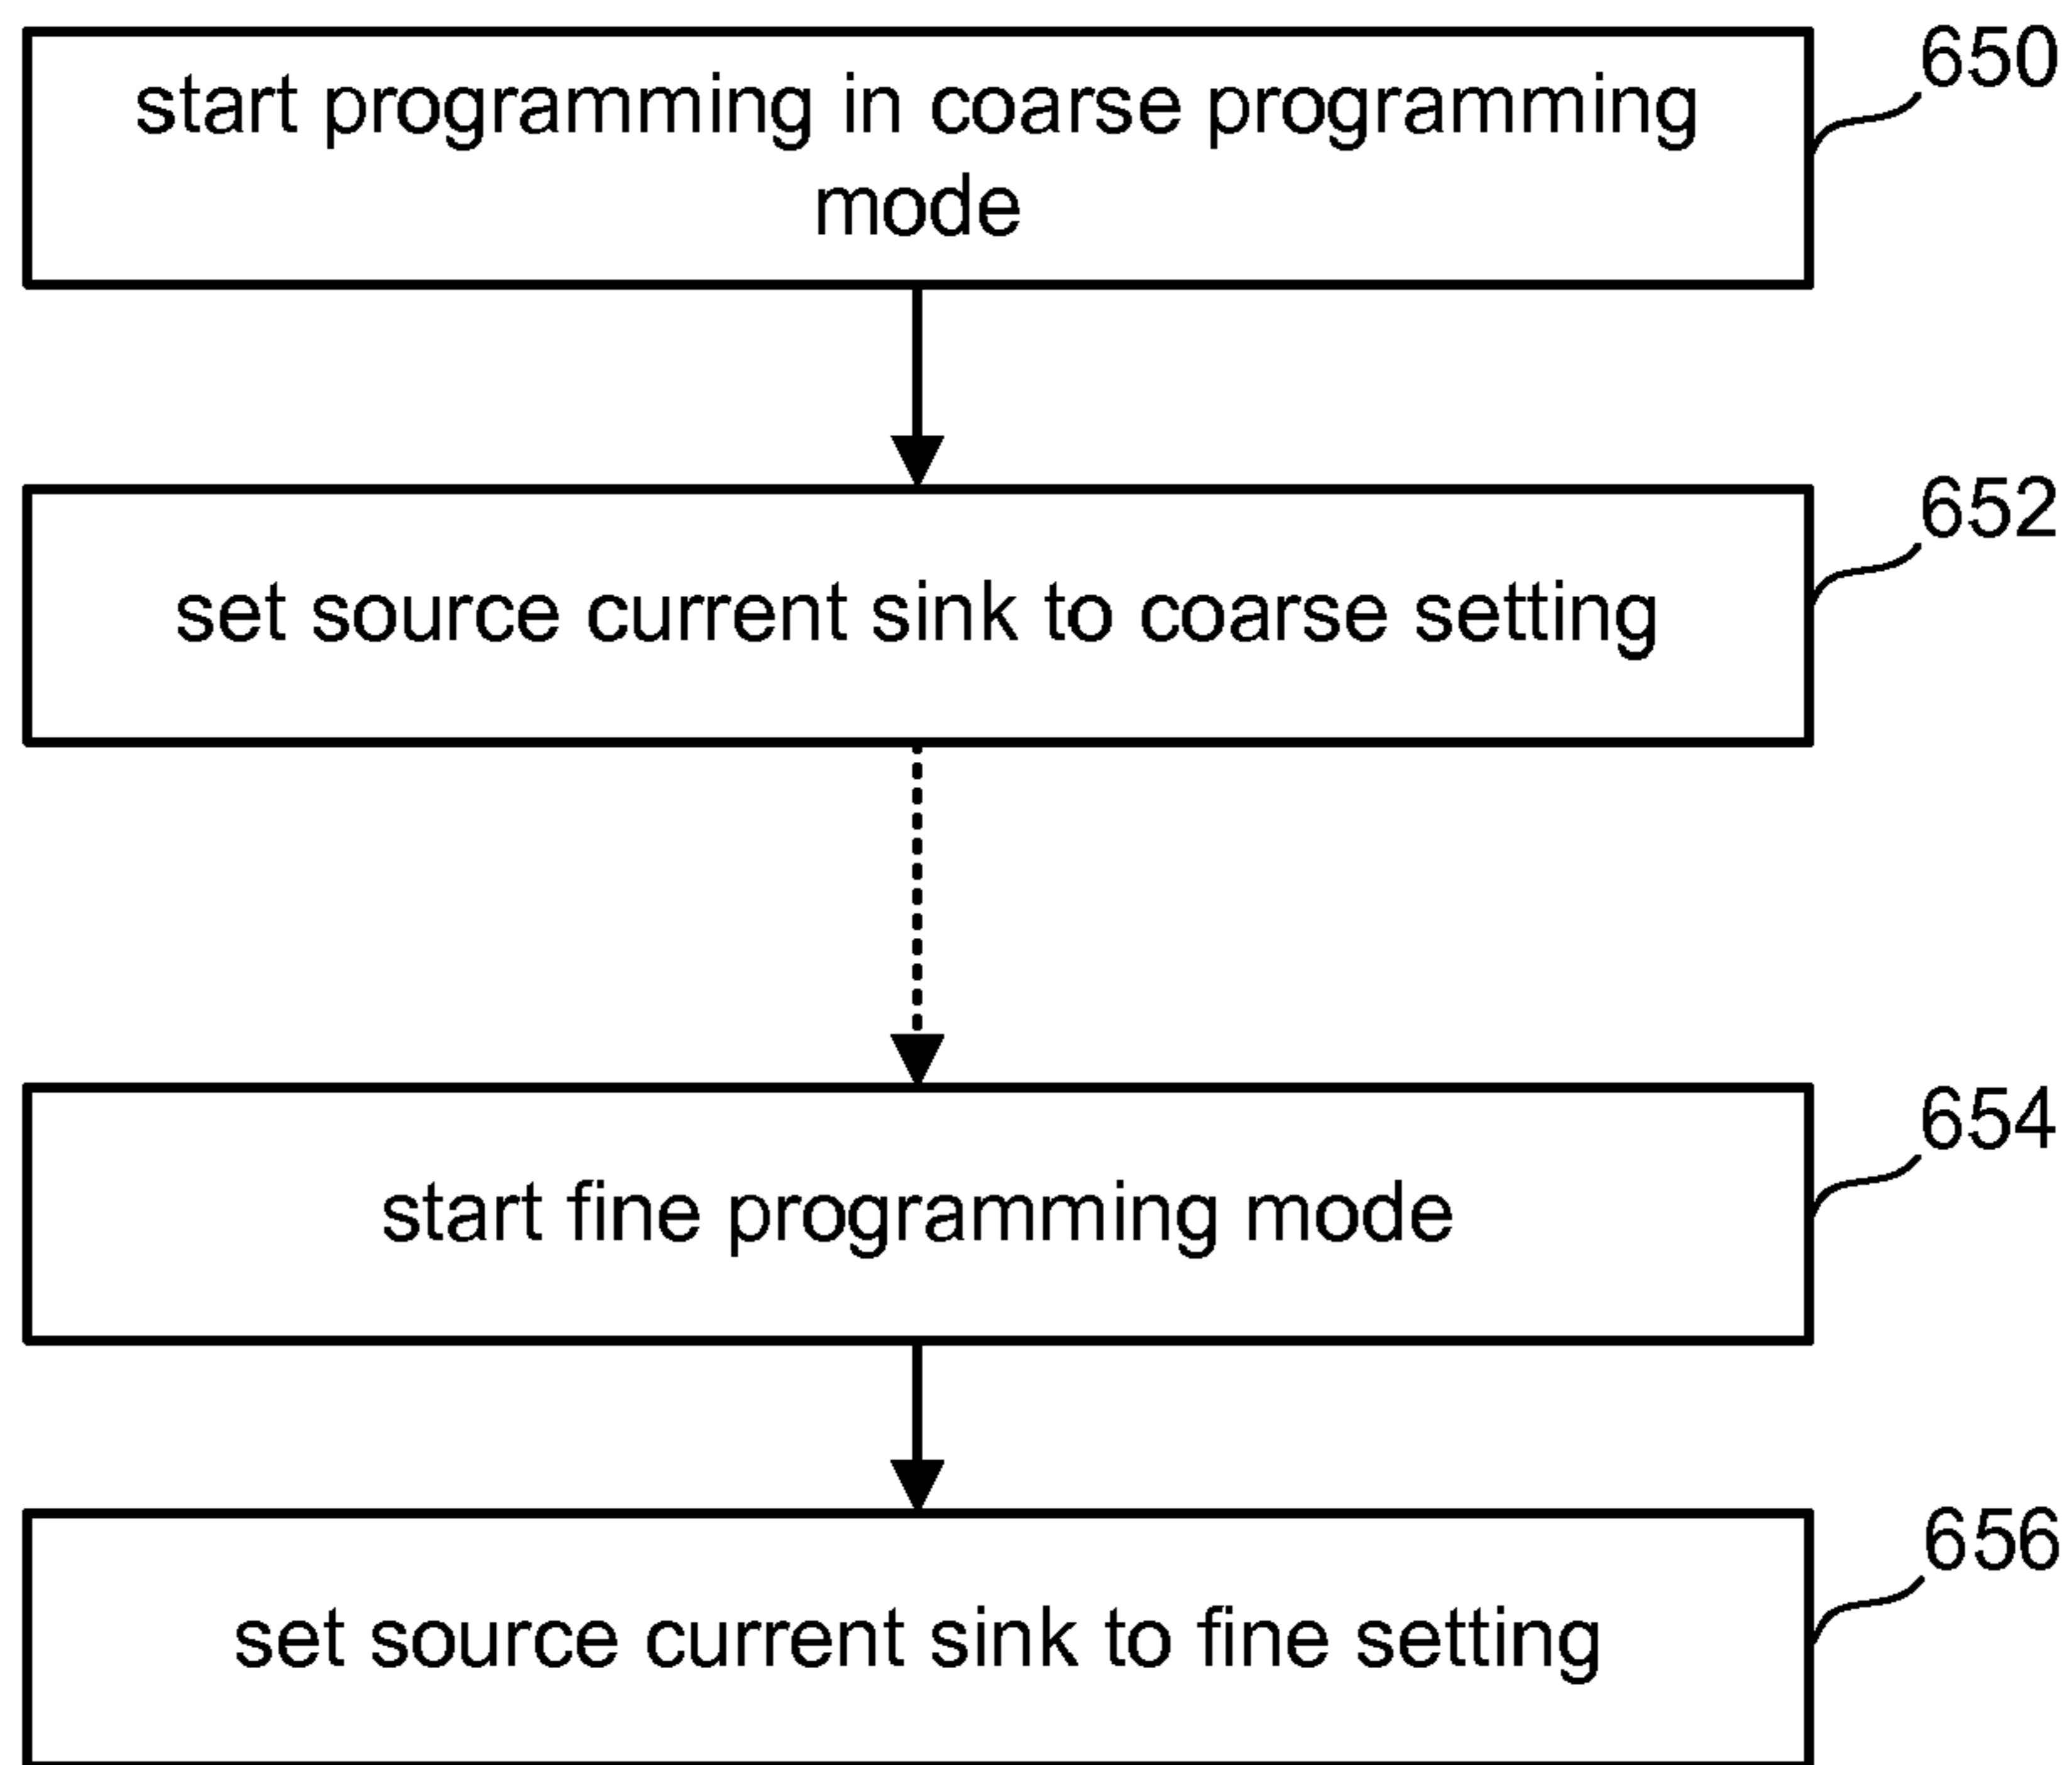 start programming in coarse programming
mode
650
set source current sink to coarse setting
652
start fine programming mode
654
set source current sink to fine setting
656